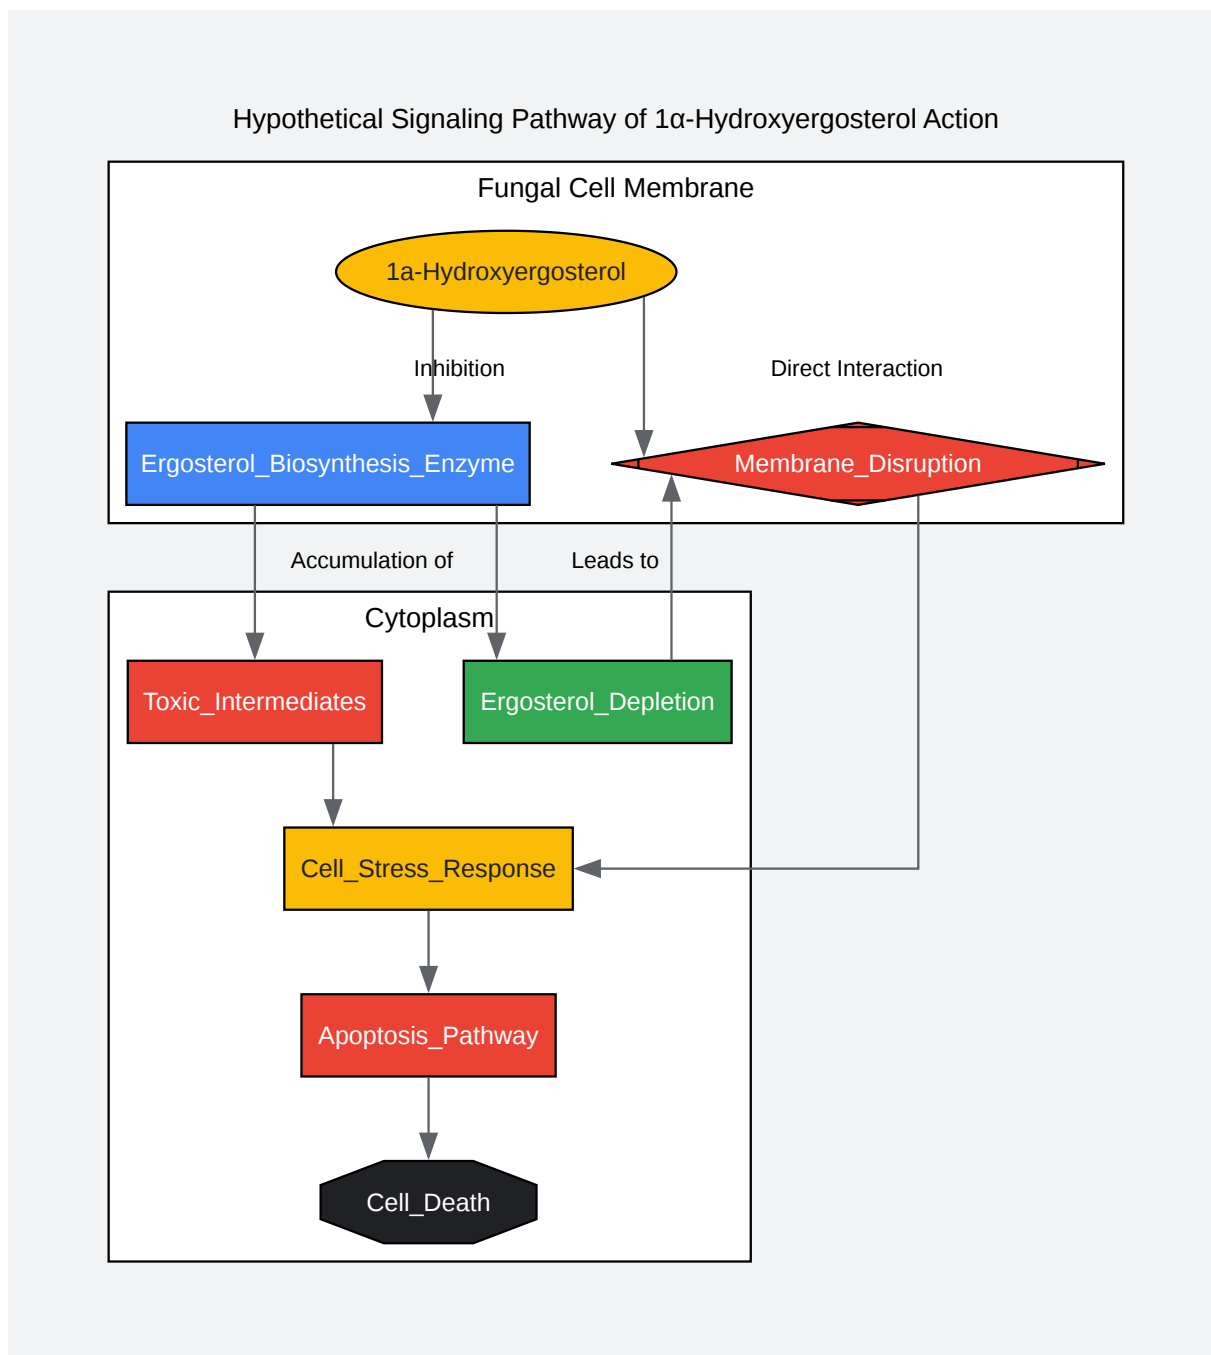 Hypothetical Signaling Pathway of 1α-Hydroxyergosterol Action
Fungal Cell Membrane
1a-Hydroxyergosterol
Inhibition
Direct Interaction
Ergosterol_Biosynthesis_Enzyme
Membrane_Disruption
Accumulation of
Leads to
Cytoplasm
Toxic_Intermediates
Ergosterol_Depletion
Cell_Stress_Response
Apoptosis_Pathway
Cell_Death